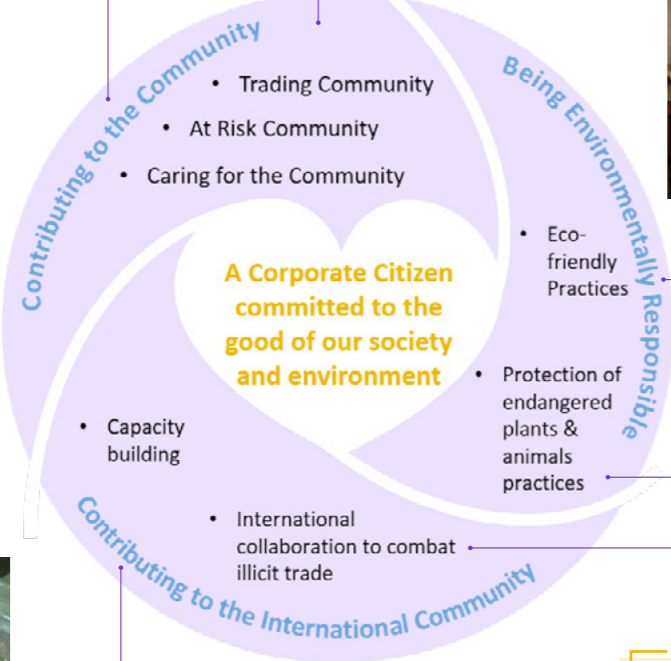 Contributing to the Community
• Trading Community
• At Risk Community
• Caring for the Community
Being Environmentally Responsible
• Eco-
friendly
Practices
• Protection of
endangered
plants &
animals
practices
A Corporate Citizen
committed to the
good of our society
and environment
• Capacity
building
• International
collaboration to combat
illicit trade
Contributing to the International Community